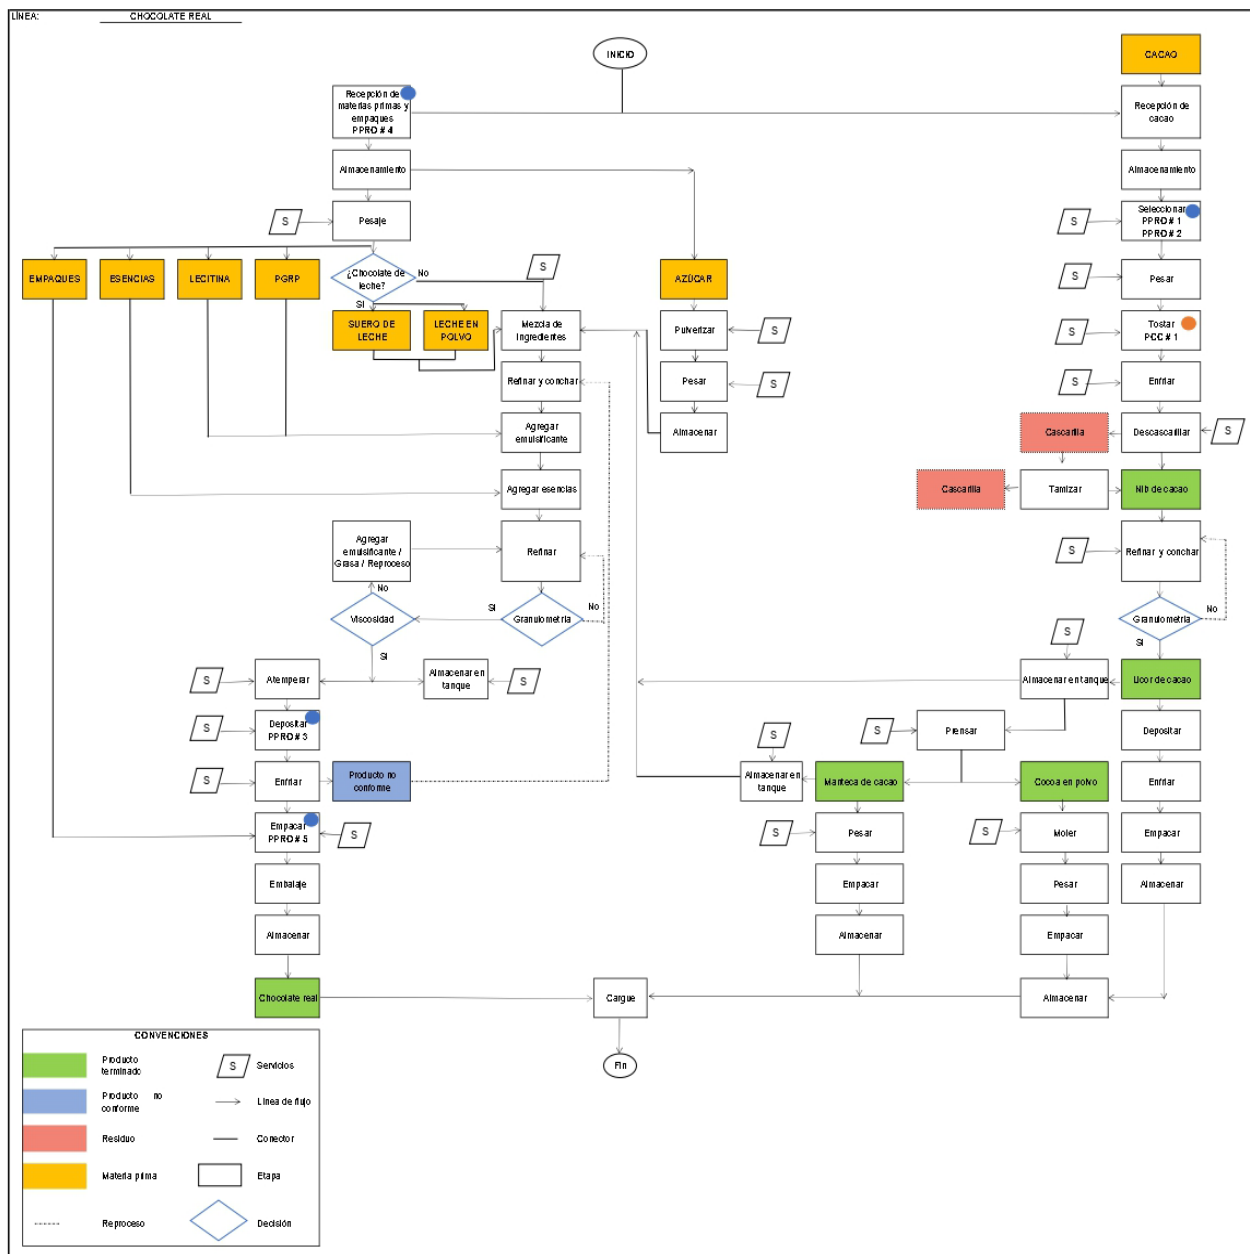 LÍNEA: CHOCOLATE REAL
INICIO
CACAO
Recepción de
materias primas y
empaques
PPRO # 4
Recepción de
cacao
Almacenamiento
Almacenamiento
S
Pesaje
S
Seleccionar
PPRO # 1
PPRO # 2
EMPAQUES
ESENCIAS
LECITINA
PGRP
¿Chocolate de
leche?
No
SI
S
AZÚCAR
S
Pesar
SUERO DE
LECHE
LECHE EN
POLVO
Mezcla de
Ingredientes
Pulverizar
S
S
Tostar
PCC # 1
Refinar y conchar
Pesar
S
S
Enfriar
Agregar
emulsificante
Almacenar
Cascarilla
Descascarillar
S
Agregar esencias
Cascarilla
Tamizar
Nib de cacao
Agregar
emulsificante /
Grasa / Reproceso
Refinar
S
Refinar y conchar
No
Viscosidad
SI
SI
Granulometría
No
Granulometría
No
SI
S
S
Atemperar
Almacenar en
tanque
S
Almacenar en tanque
Licor de cacao
S
Depositar
PPRO # 3
S
Prensar
Depositar
S
S
Enfriar
Producto no
conforme
Almacenar en
tanque
Manteca de cacao
Cocoa en polvo
Enfriar
Empacar
PPRO # 5
S
S
Pesar
S
Moler
Empacar
Embalaje
Empacar
Pesar
Almacenar
Almacenar
Almacenar
Empacar
Chocolate real
Cargue
Almacenar
Fin
CONVENCIONES
Producto
terminado
S
Servicios
Producto no
conforme
Línea de flujo
Residuo
Conector
Materia prima
Etapa
Reproceso
Decisión